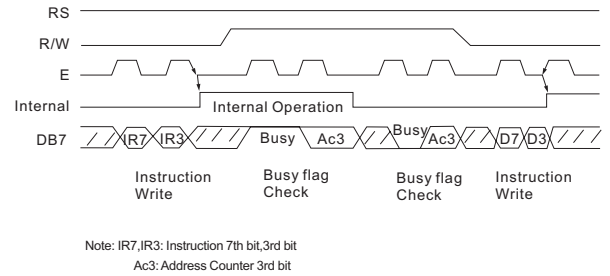 RS
R/W
E
Internal
Internal Operation
DB7
IR7 IR3 Busy Ac3 Busy Ac3 D7 D3
Instruction Write
Busy flag Check
Busy flag Check
Instruction Write
Note: IR7,IR3: Instruction 7th bit,3rd bit
Ac3: Address Counter 3rd bit